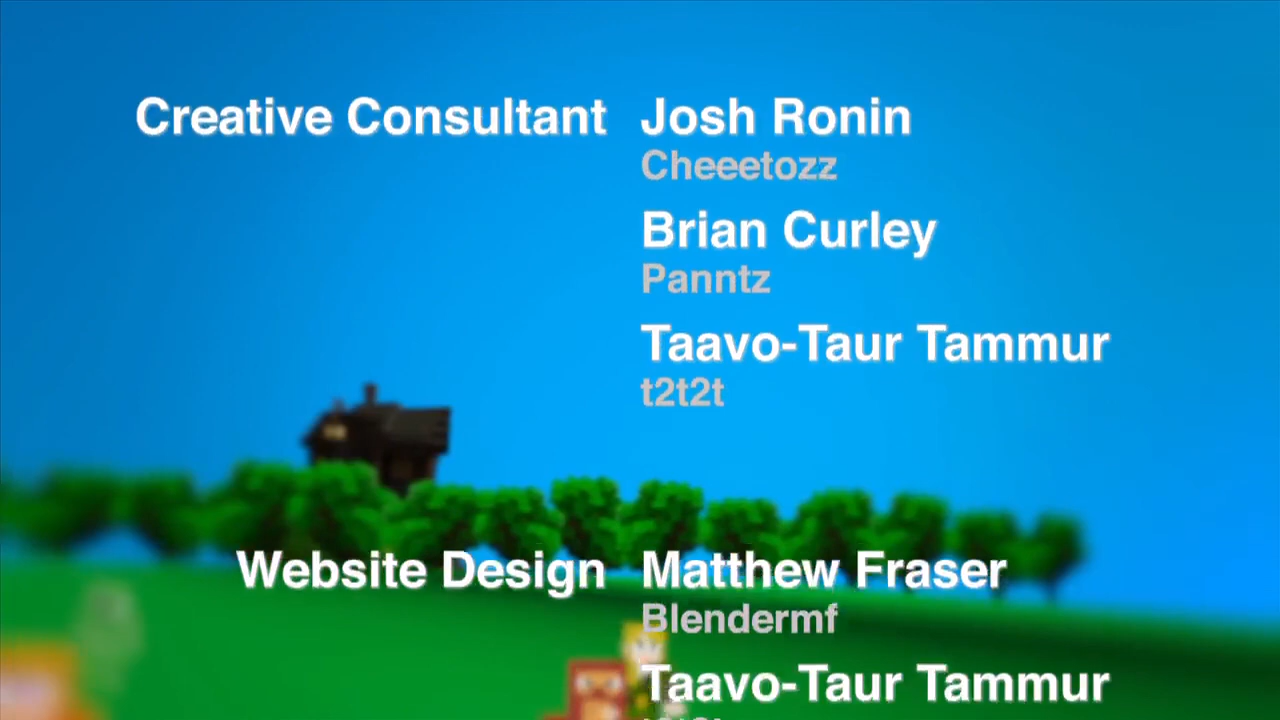 Creative Consultant Josh Ronin
Cheeetozz
Brian Curley
Panntz
Taavo-Taur Tammur
t2t2t
Website Design Matthew Fraser
Blendermf
Taavo-Taur Tammur